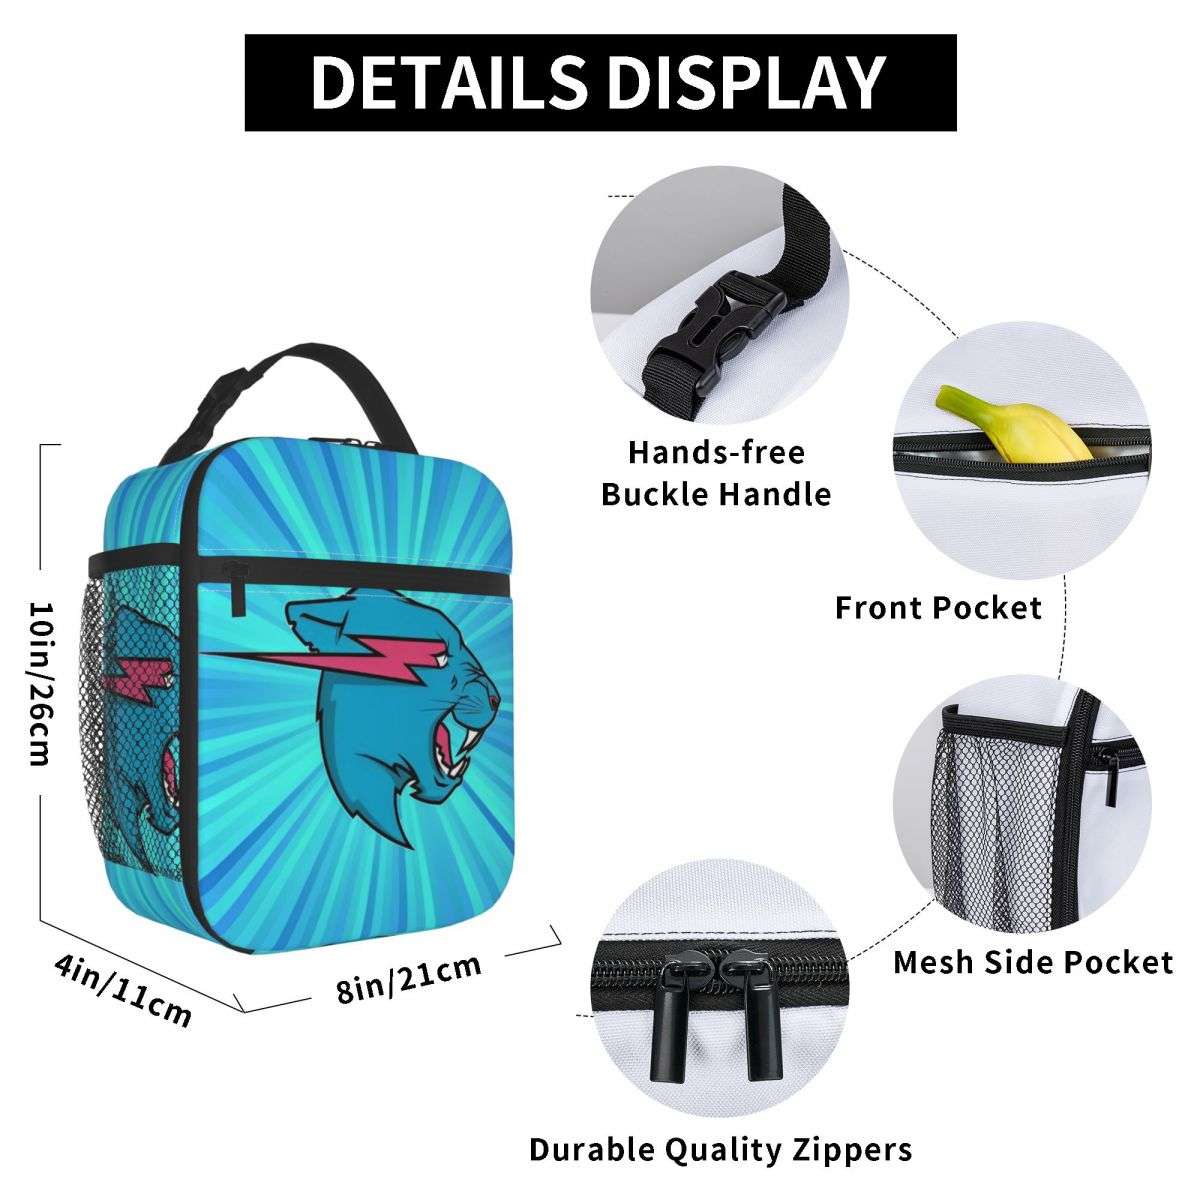 DETAILS DISPLAY
Hands-free
Buckle Handle
Front Pocket
10in/26cm
Mesh Side Pocket
4in/11cm
8in/21cm
Durable Quality Zippers